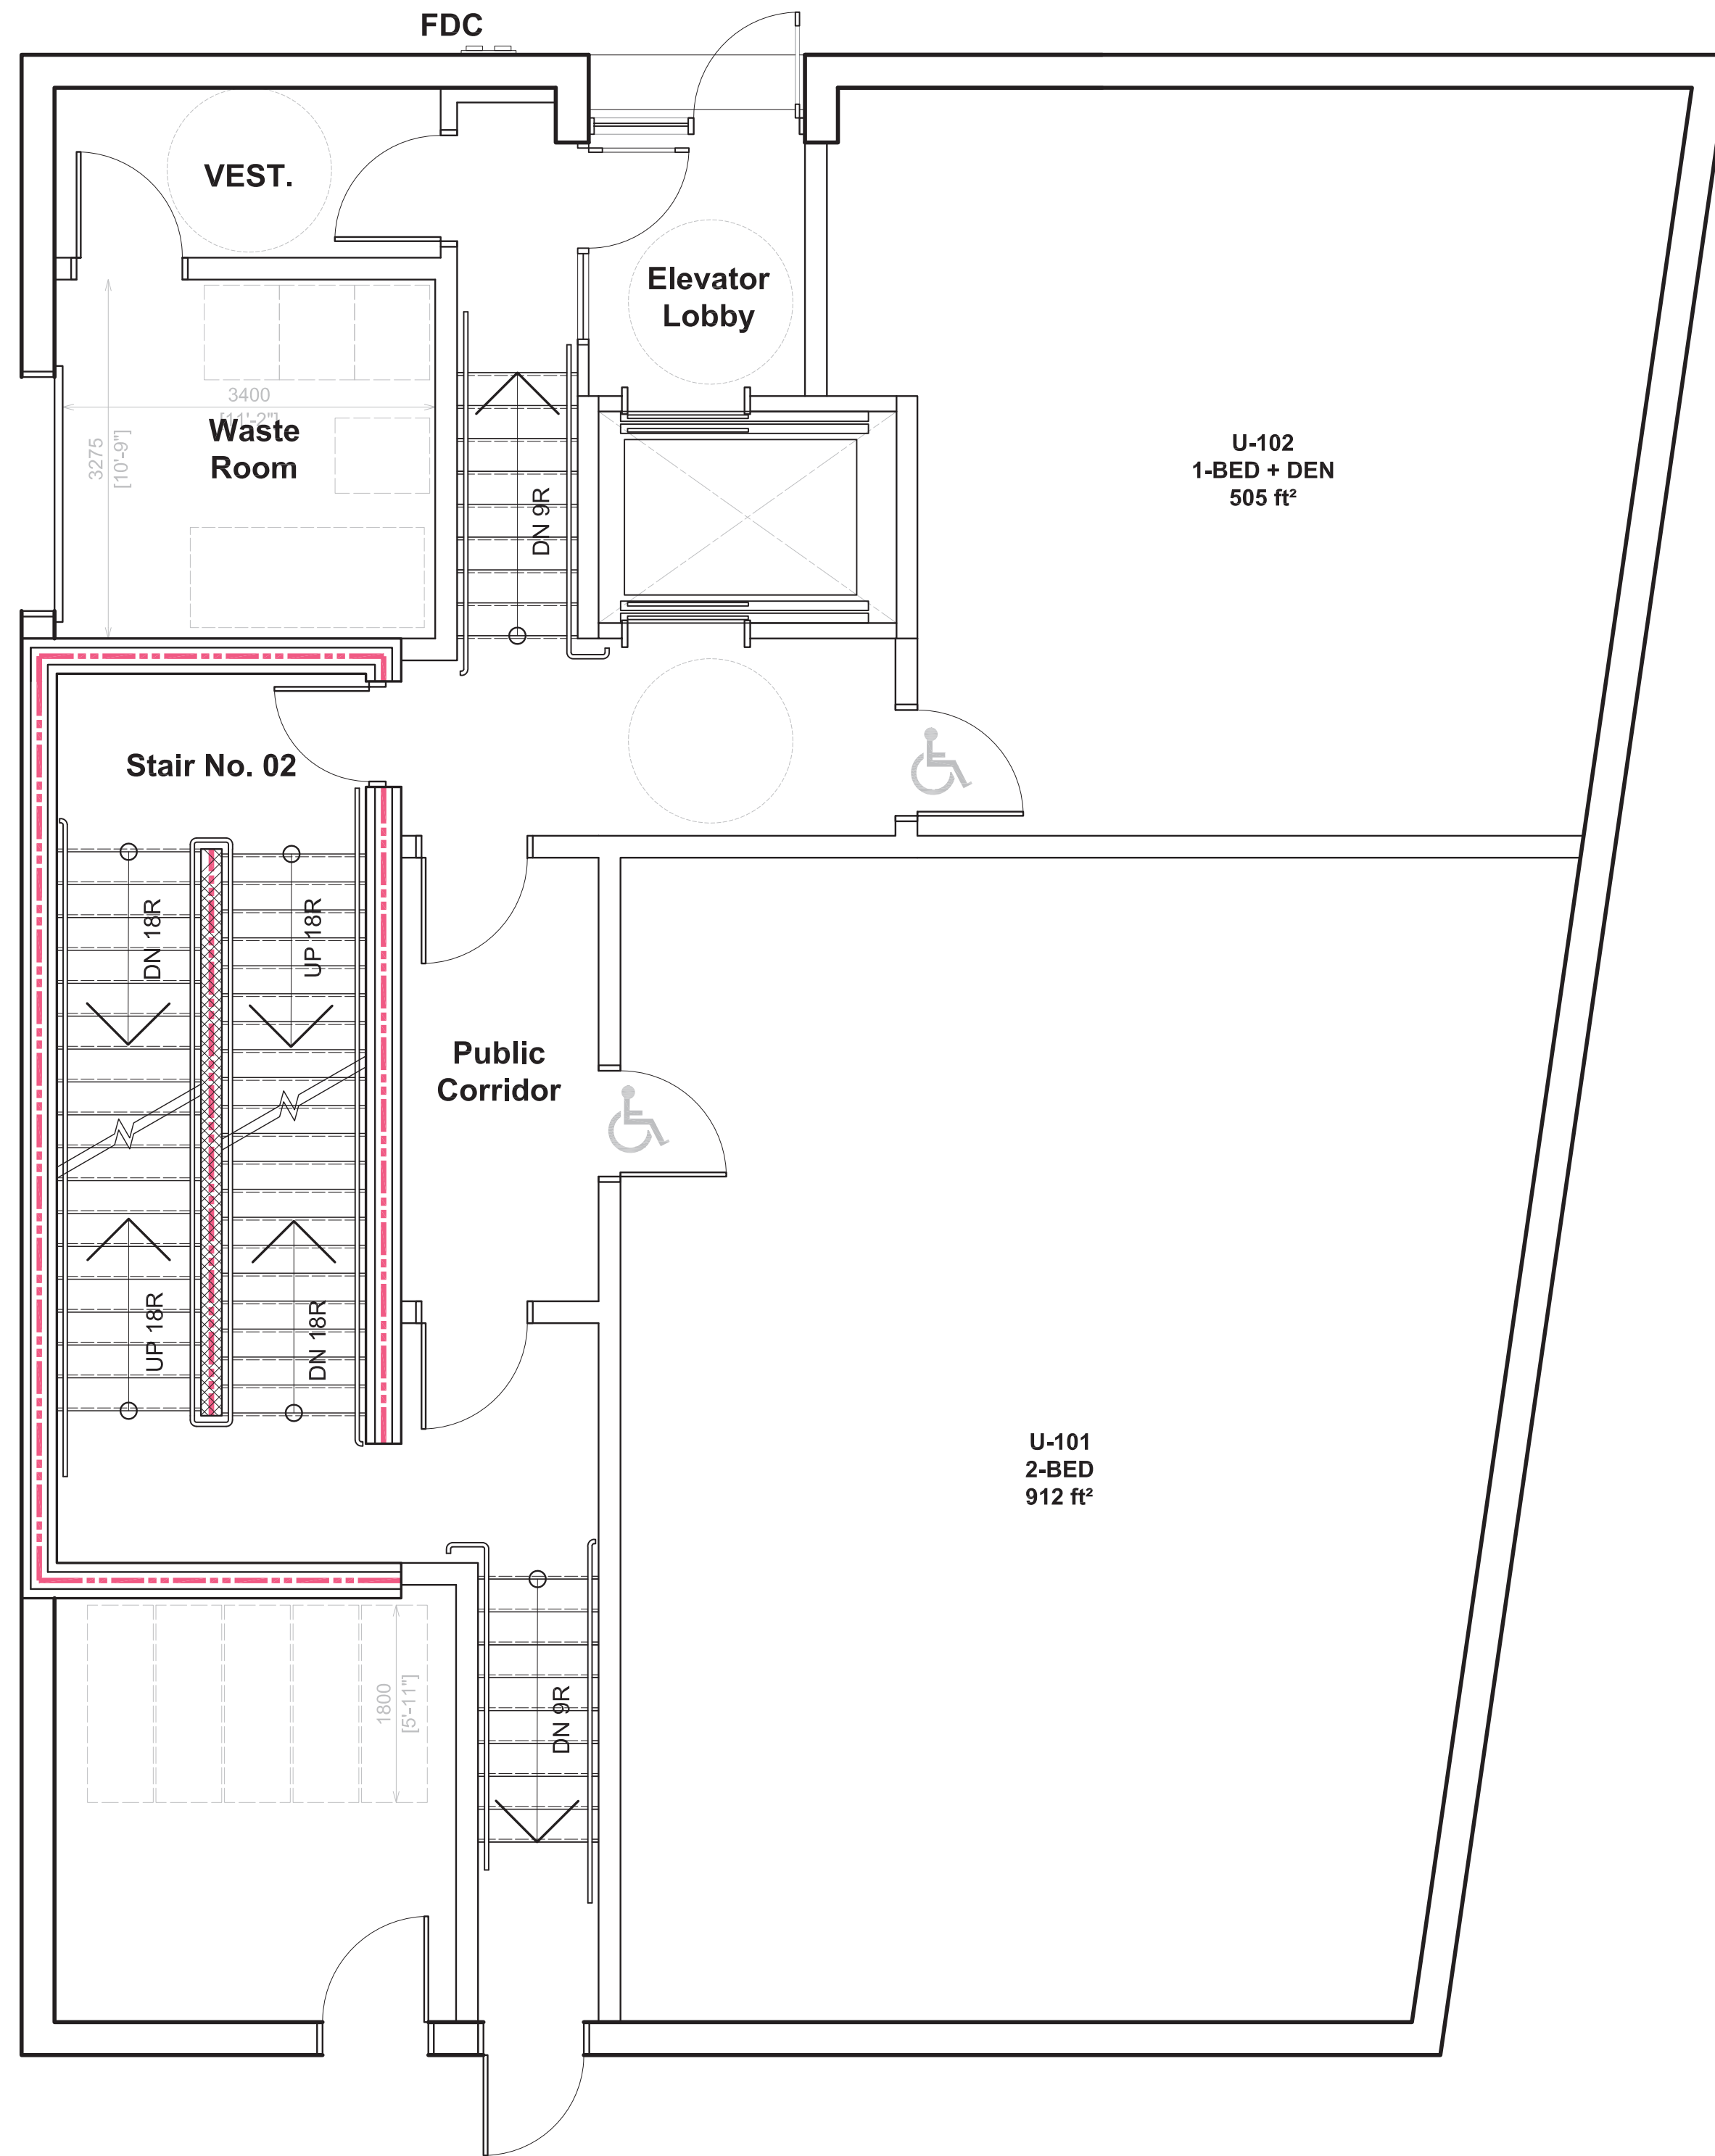 FDC
VEST.
Elevator
Lobby
3400
[11'-2"]
3275
[10'-9"]
Waste
Room
DN 9R
U-102
1-BED + DEN
505 ft²
Stair No. 02
DN 18R
UP 18R
Public
Corridor
UP 18R
DN 18R
U-101
2-BED
912 ft²
1800
[5'-11"]
DN 9R